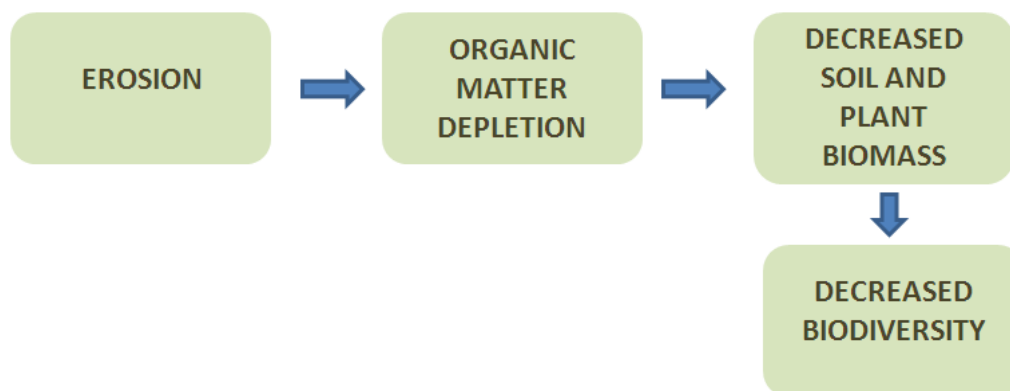 EROSION
ORGANIC
MATTER
DEPLETION
DECREASED
SOIL AND
PLANT
BIOMASS
DECREASED
BIODIVERSITY